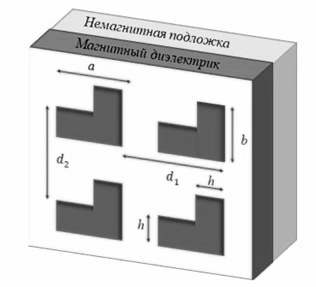 Немагнитная подложка
Магнитный диэлектрик
a
b
d₂
d₁
h
h